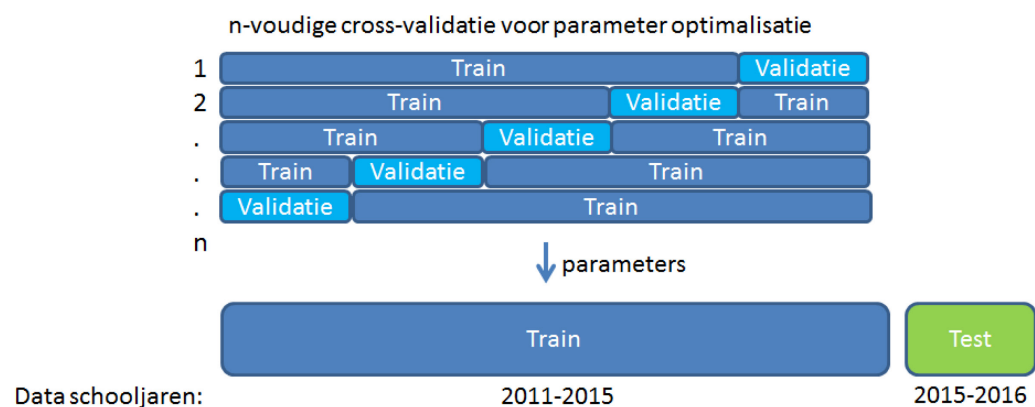 n-voudige cross-validatie voor parameter optimalisatie
1 Train Validatie
2 Train Validatie Train
. Train Validatie Train
. Train Validatie Train
. Validatie Train
n
parameters
Train Test
Data schooljaren: 2011-2015 2015-2016